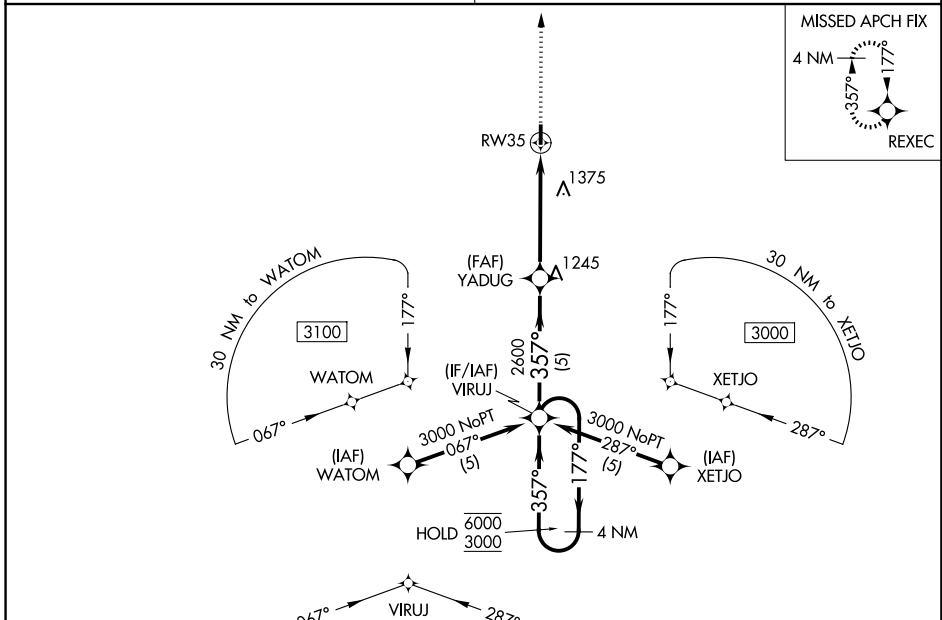 MISSED APCH FIX
4 NM
177°
357°
REXEC
RW35
1375
(FAF)
YADUG
1245
30 NM to WATOM
177°
3100
WATOM
067°
30 NM to XETJO
177°
3000
XETJO
287°
2600
357°
(5)
(IF/IAF)
VIRUJ
3000 NoPT
067°
(5)
(IAF)
WATOM
3000 NoPT
287°
(5)
(IAF)
XETJO
357°
177°
HOLD
6000
3000
4 NM
067°
VIRUJ
287°